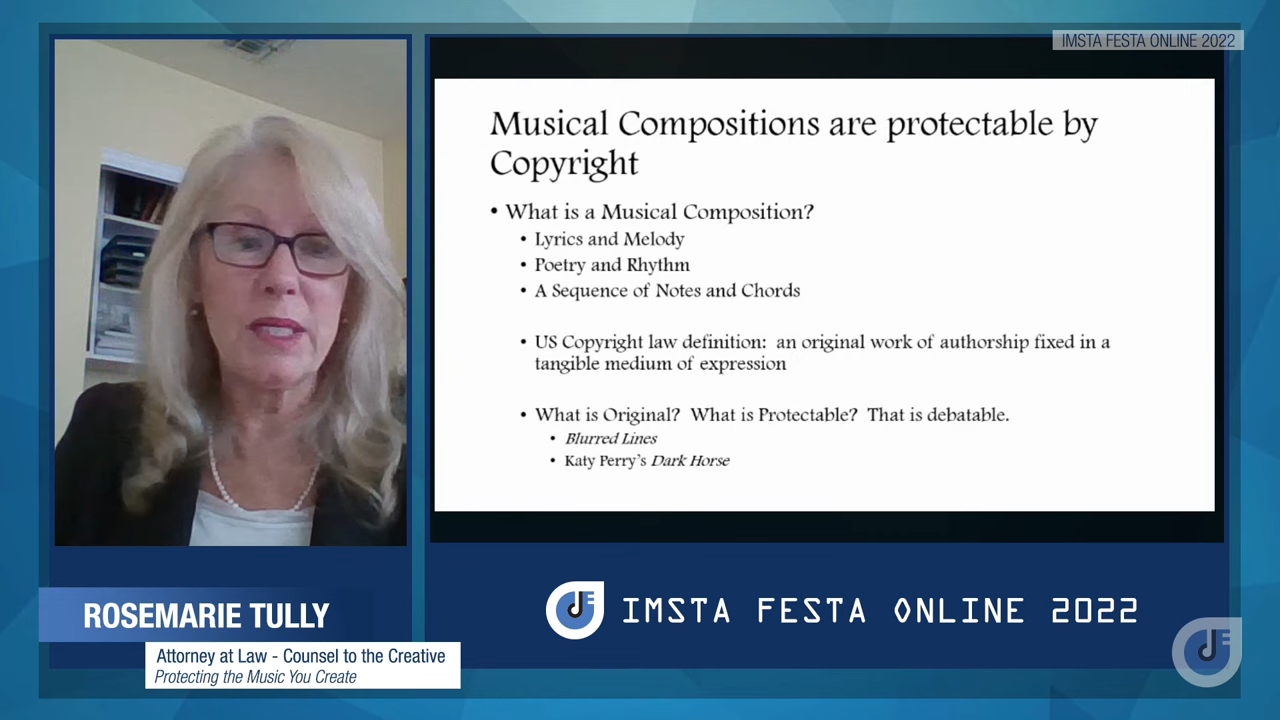 IMSTA FESTA ONLINE 2022
Musical Compositions are protectable by
Copyright
• What is a Musical Composition?
• Lyrics and Melody
• Poetry and Rhythm
• A Sequence of Notes and Chords
• US Copyright law definition: an original work of authorship fixed in a
tangible medium of expression
• What is Original? What is Protectable? That is debatable.
• Blurred Lines
• Katy Perry's Dark Horse
ROSEMARIE TULLY
Attorney at Law - Counsel to the Creative
Protecting the Music You Create
IMSTA FESTA ONLINE 2022